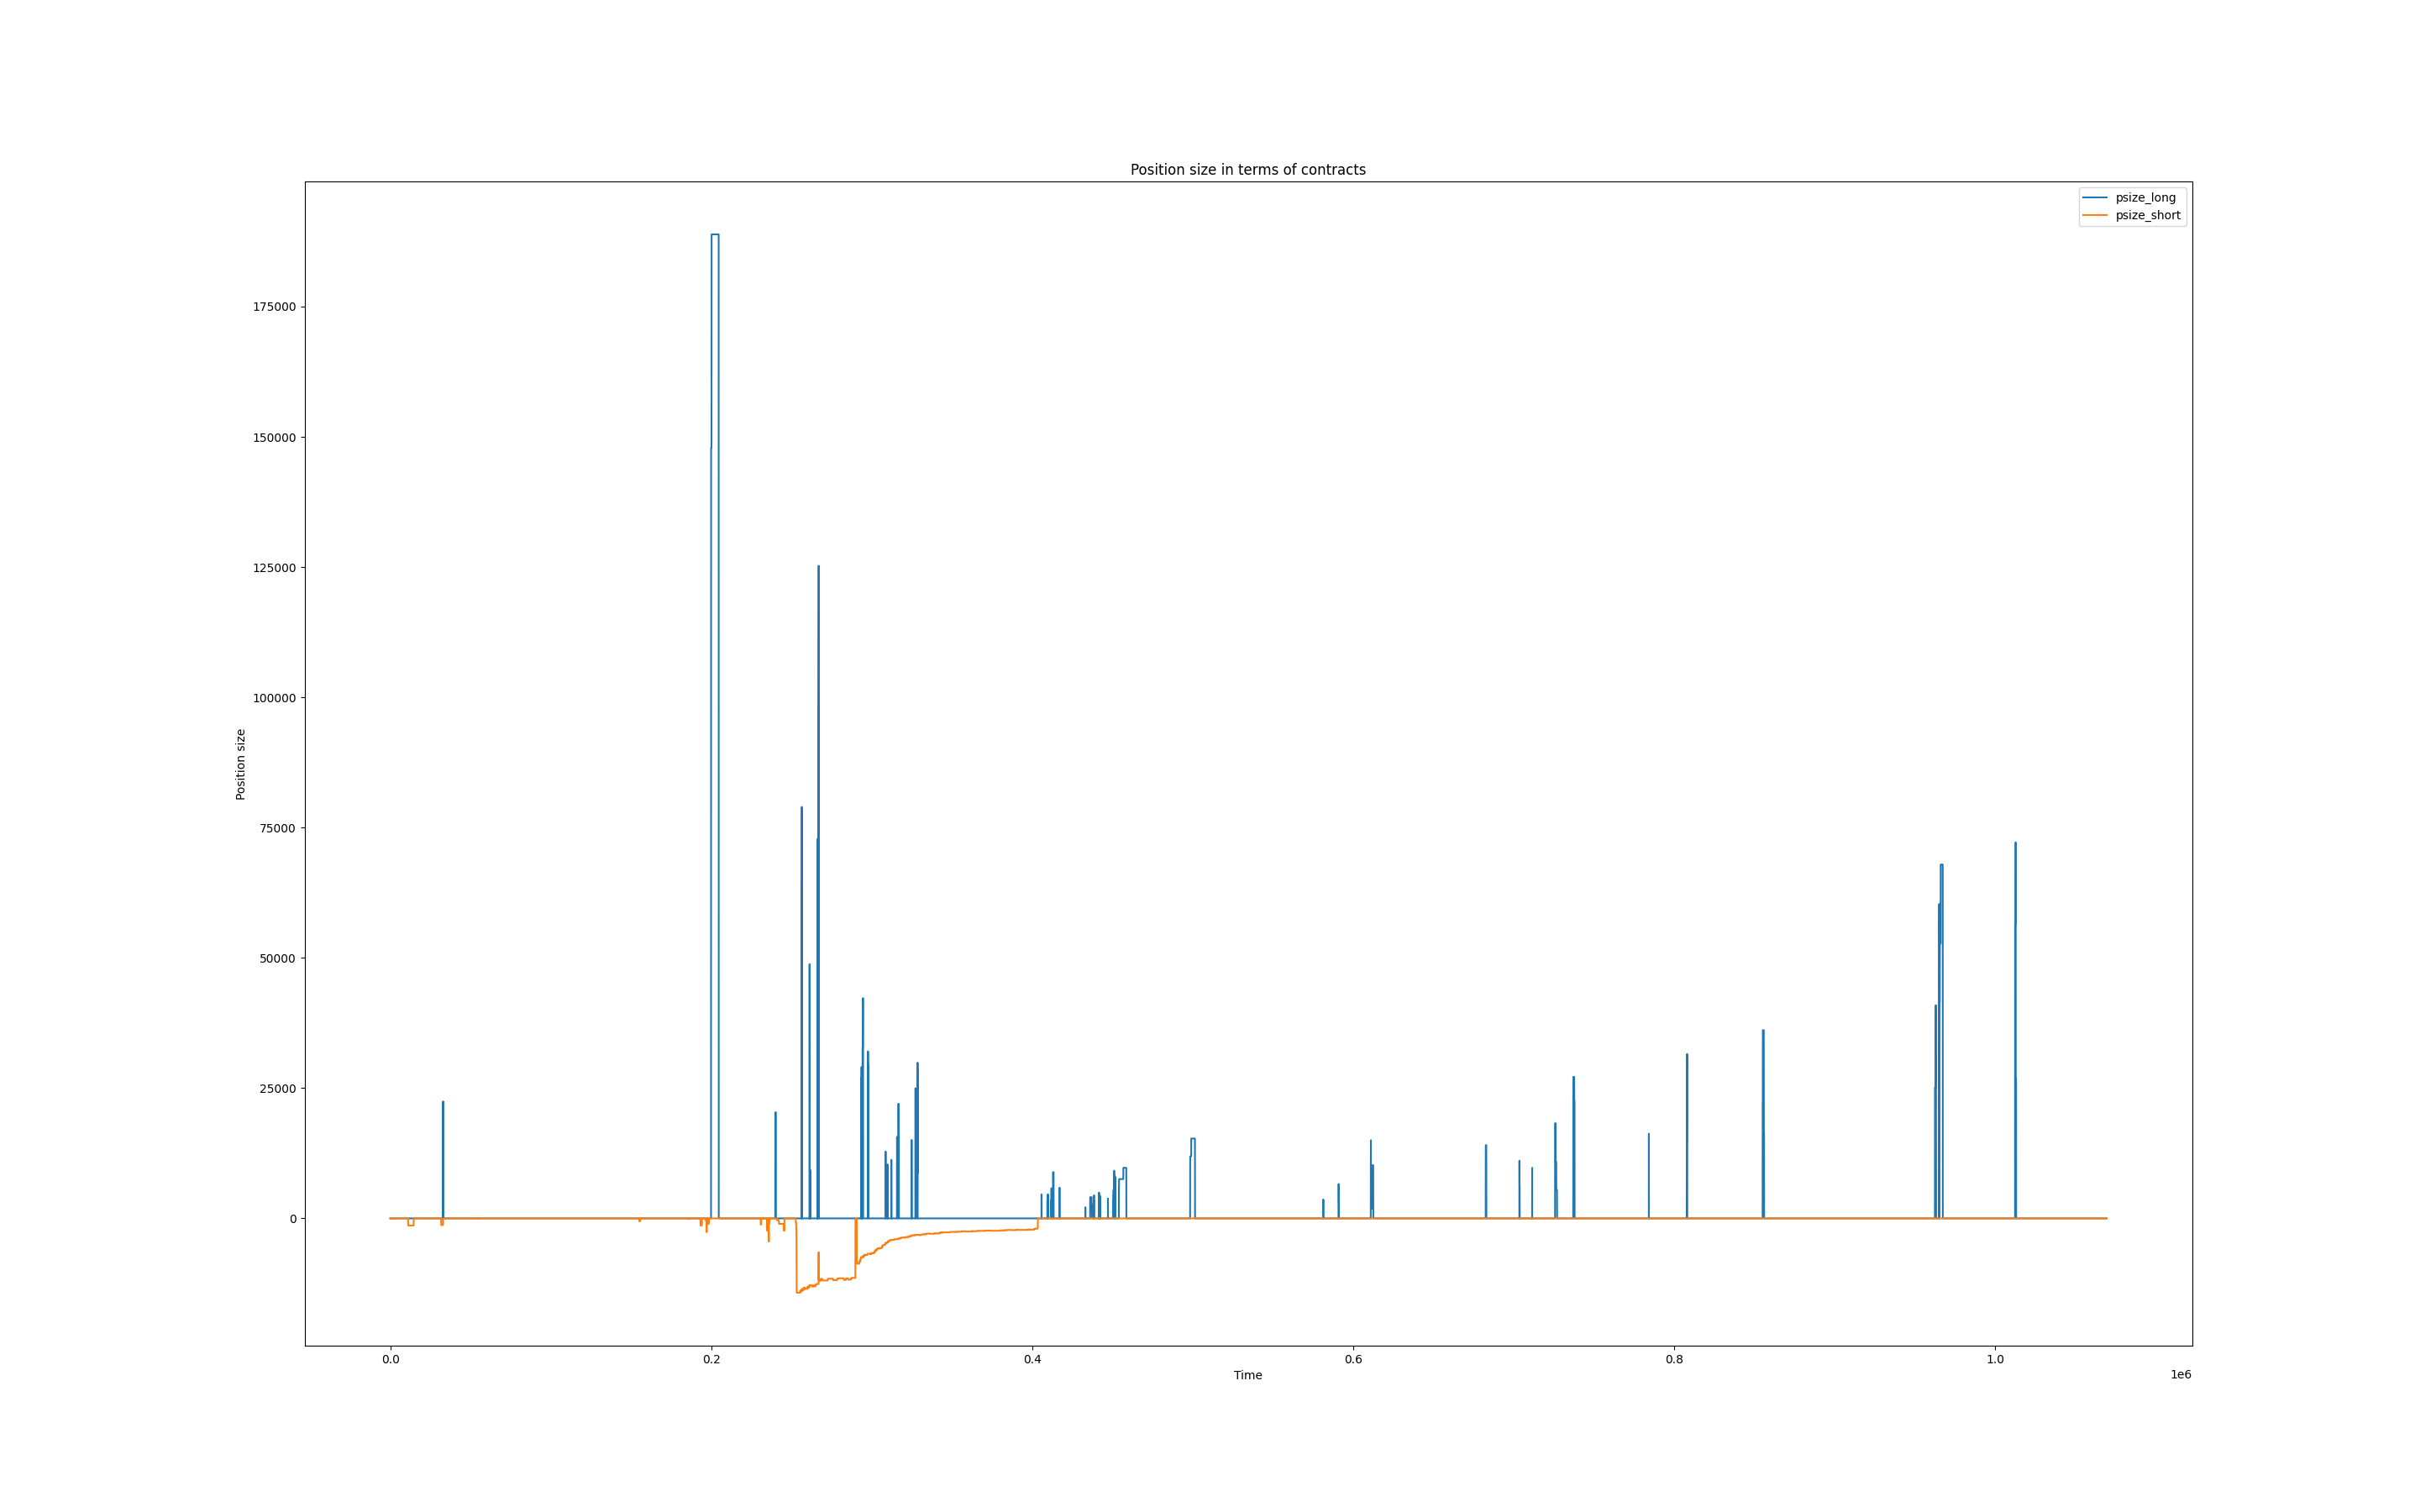 Position size in terms of contracts
psize_long
psize_short
175000
150000
125000
100000
75000
50000
25000
0
Position size
0.0
0.2
0.4
0.6
0.8
1.0
1e6
Time